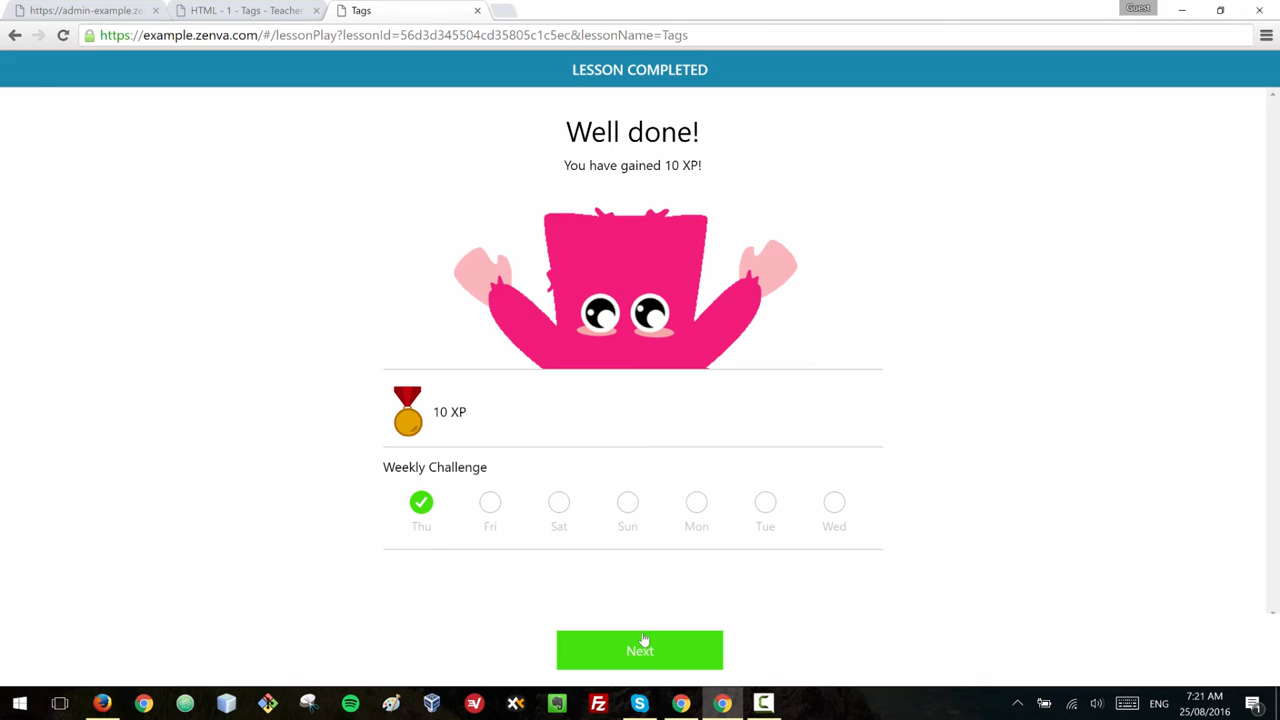 https://admin-example.ze
HTML - 1 - Tags - Teacher
Tags
Guest
https://example.zenva.com/#/lessonPlay?lessonId=56d3d345504cd35805c1c5ec&lessonName=Tags
LESSON COMPLETED
Well done!
You have gained 10 XP!
10 XP
Weekly Challenge
Thu Fri Sat Sun Mon Tue Wed
Next
ENG
7:21 AM
25/08/2016
1